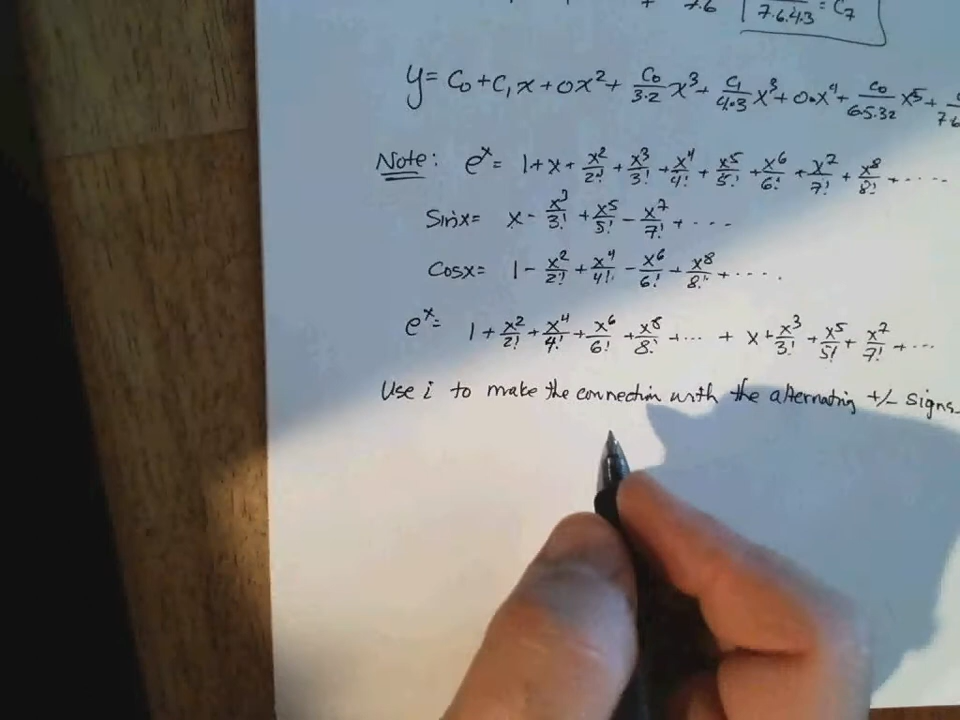 7.6 7.6.4.3 = C₇
y = C₀ + C₁x + 0x² + C₀/3·2 x³ + C₁/4·3 x³ + 0·x⁴ + C₀/6·5·32 x⁵ +
Note: eˣ = 1 + x + x²/2! + x³/3! + x⁴/4! + x⁵/5! + x⁶/6! + x⁷/7! + x⁸/8! + ·····
Sinx = x - x³/3! + x⁵/5! - x⁷/7! + ···
Cosx = 1 - x²/2! + x⁴/4! - x⁶/6! + x⁸/8! + ····
eˣ = 1 + x²/2! + x⁴/4! + x⁶/6! + x⁸/8! + ··· + x + x³/3! + x⁵/5! + x⁷/7! + ···
Use i to make the connection with the alternating +/- signs.